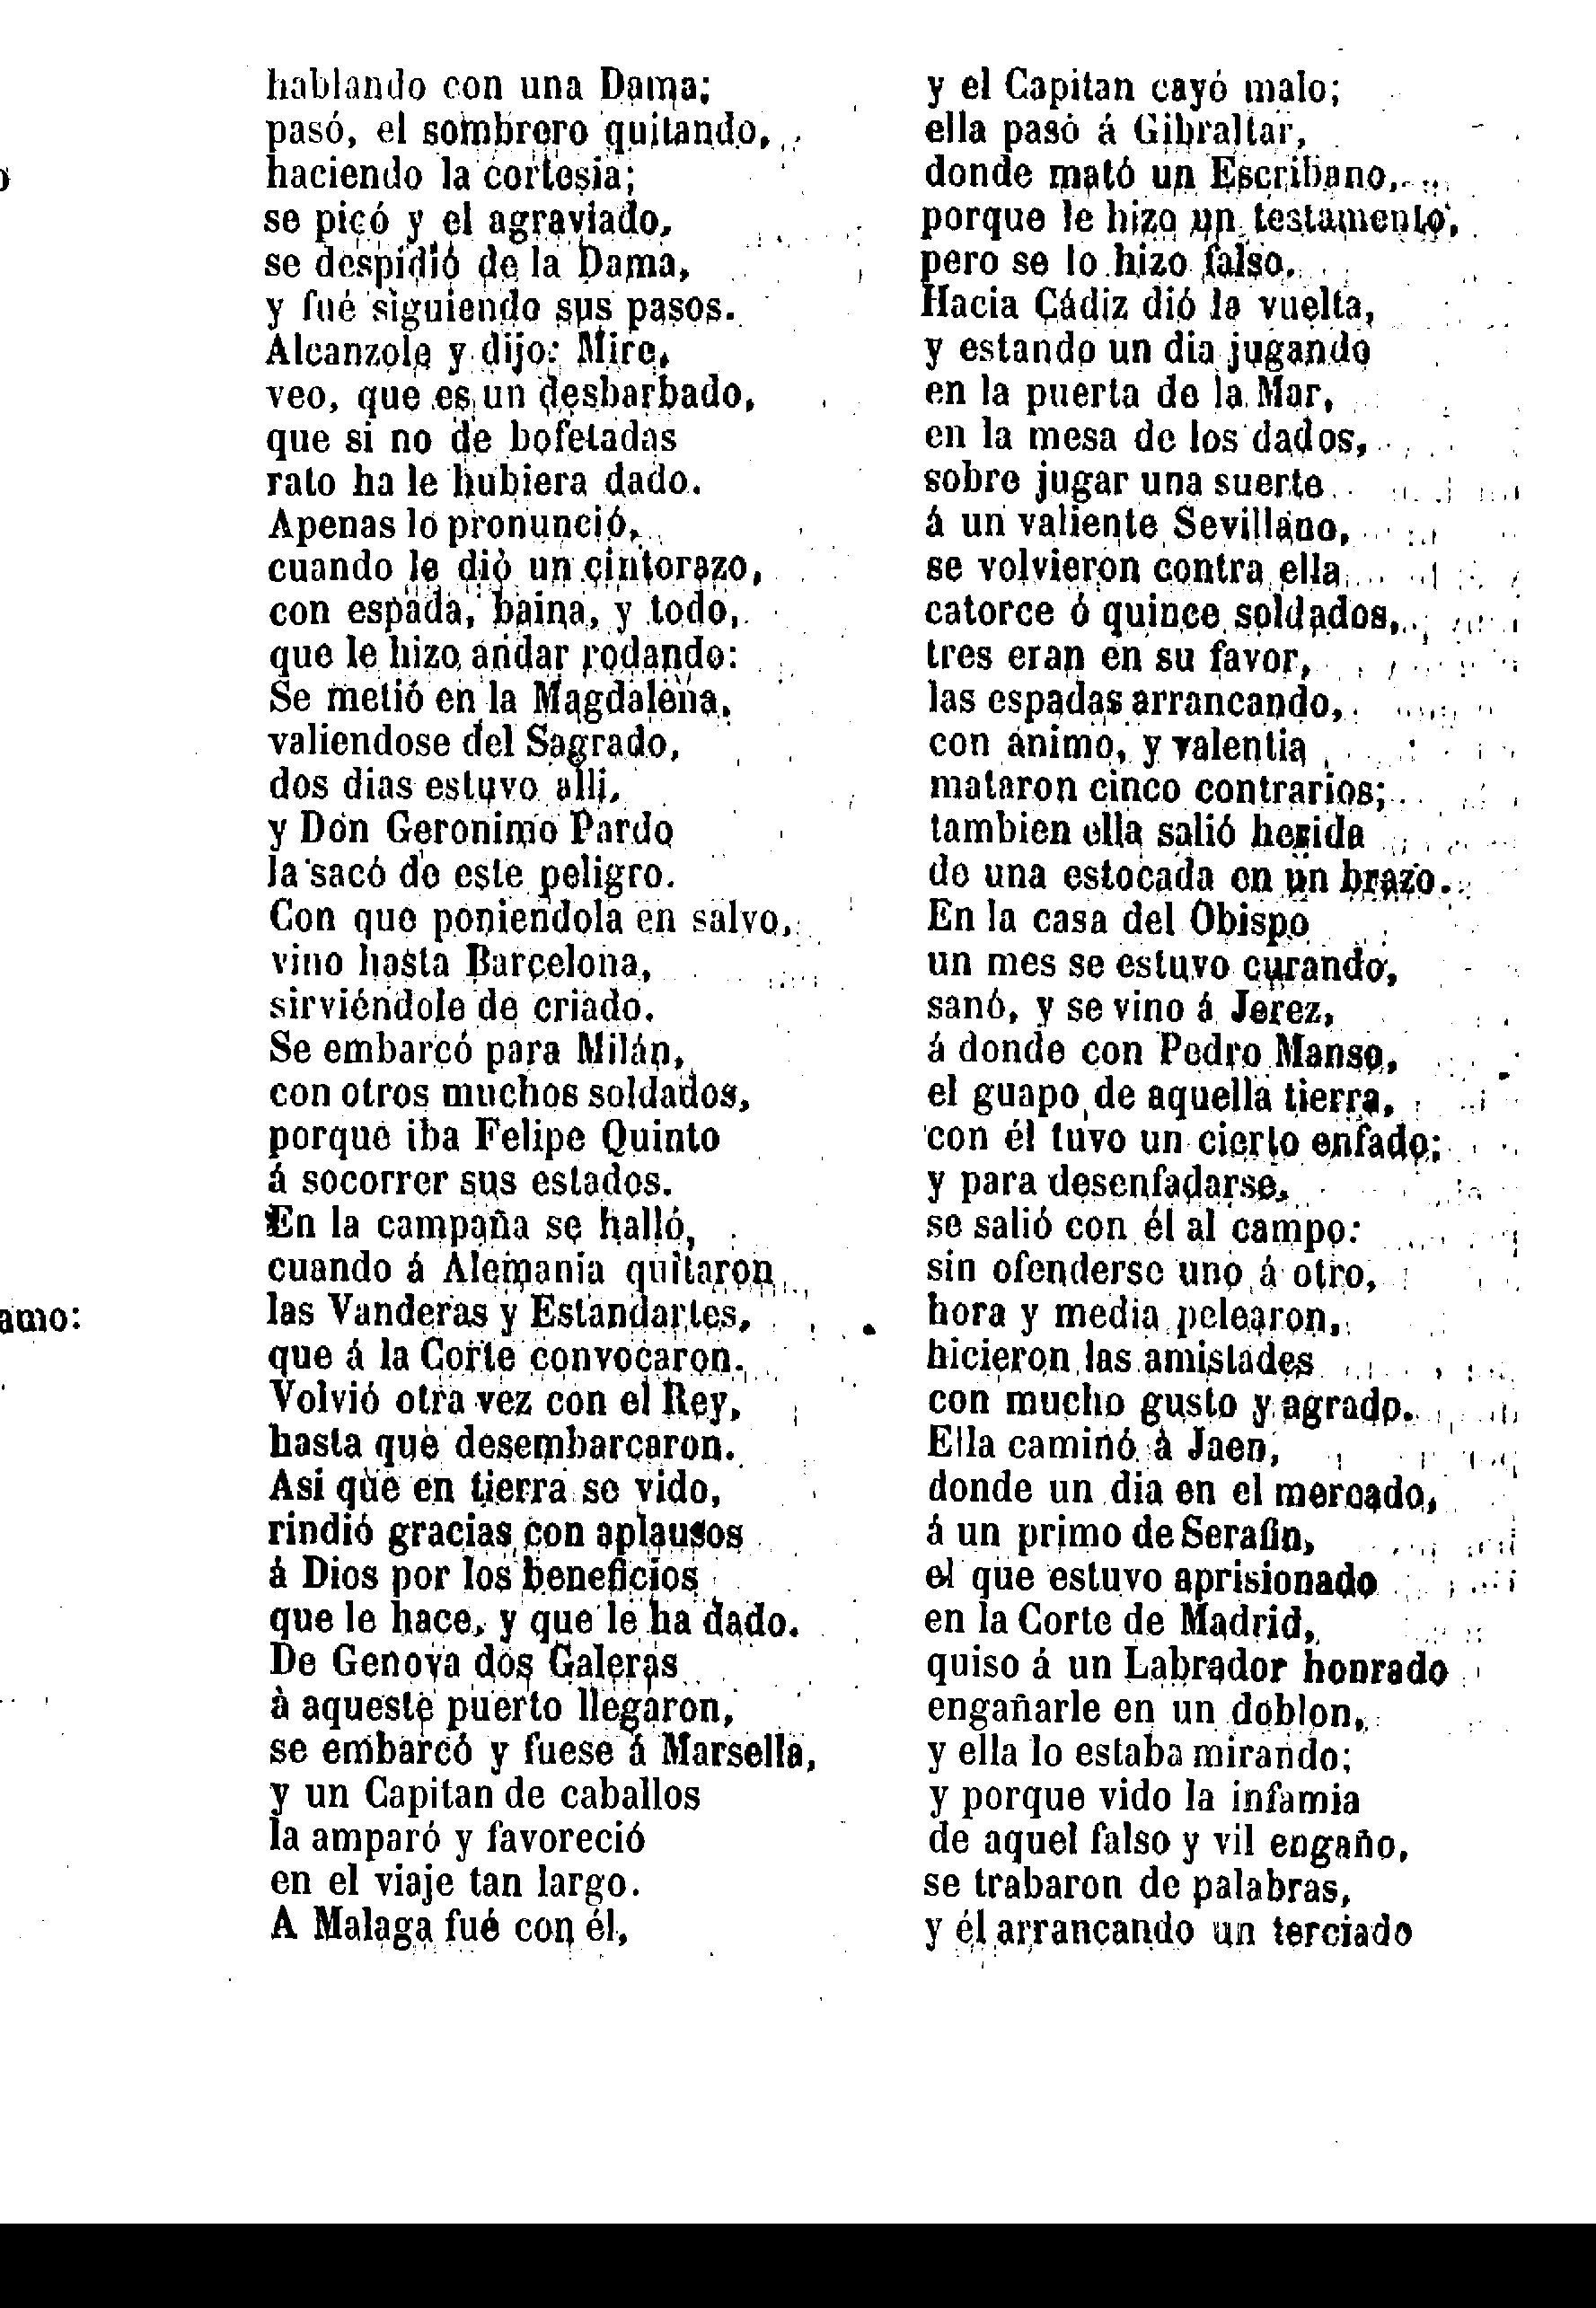 hablando con una Dama;
pasó, el sombrero quitando,
haciendo la cortesia;
se picó y el agraviado,
se despidió de la Dama,
y fué siguiendo sus pasos.
Alcanzole y dijo: Mire,
veo, que es un desbarbado,
que si no de bofetadas
rato ha le hubiera dado.
Apenas lo pronunció,
cuando le dió un cintorazo,
con espada, baina, y todo,
que le hizo andar rodando:
Se metió en la Magdalena,
valiendose del Sagrado,
dos dias estuvo alli,
y Don Geronimo Pardo
la sacó de este peligro.
Con que poniendola en salvo,
vino hasta Barcelona,
sirviéndole de criado.
Se embarcó para Milán,
con otros muchos soldados,
porque iba Felipe Quinto
á socorrer sus estados.
En la campaña se halló,
cuando á Alemania quitaron
las Vanderas y Estandartes,
que á la Corte convocaron.
Volvió otra vez con el Rey,
hasta que desembarcaron.
Asi que en tierra se vido,
rindió gracias con aplausos
á Dios por los beneficios
que le hace, y que le ha dado.
De Genova dos Galeras
à aqueste puerto llegaron,
se embarcó y fuese á Marsella,
y un Capitan de caballos
la amparó y favoreció
en el viaje tan largo.
A Malaga fué con él,
y el Capitan cayó malo;
ella pasó á Gibraltar,
donde mató un Escribano,
porque le hizo un testamento,
pero se lo hizo falso.
Hacia Cádiz dió la vuelta,
y estando un dia jugando
en la puerta de la Mar,
en la mesa de los dados,
sobre jugar una suerte
á un valiente Sevillano,
se volvieron contra ella
catorce ó quince soldados,
tres eran en su favor,
las espadas arrancando,
con ánimo, y valentia
mataron cinco contrarios;
tambien ella salió herida
de una estocada en un brazo.
En la casa del Obispo
un mes se estuvo curando,
sanó, y se vino á Jerez,
á donde con Pedro Manso,
el guapo de aquella tierra,
con él tuvo un cierto enfado;
y para desenfadarse,
se salió con él al campo:
sin ofenderse uno á otro,
hora y media pelearon,
hicieron las amistades
con mucho gusto y agrado.
Ella caminó à Jaen,
donde un dia en el mercado,
á un primo de Serafin,
el que estuvo aprisionado
en la Corte de Madrid,
quiso á un Labrador honrado
engañarle en un doblon,
y ella lo estaba mirando;
y porque vido la infamia
de aquel falso y vil engaño,
se trabaron de palabras,
y él arrancando un terciado
amo: